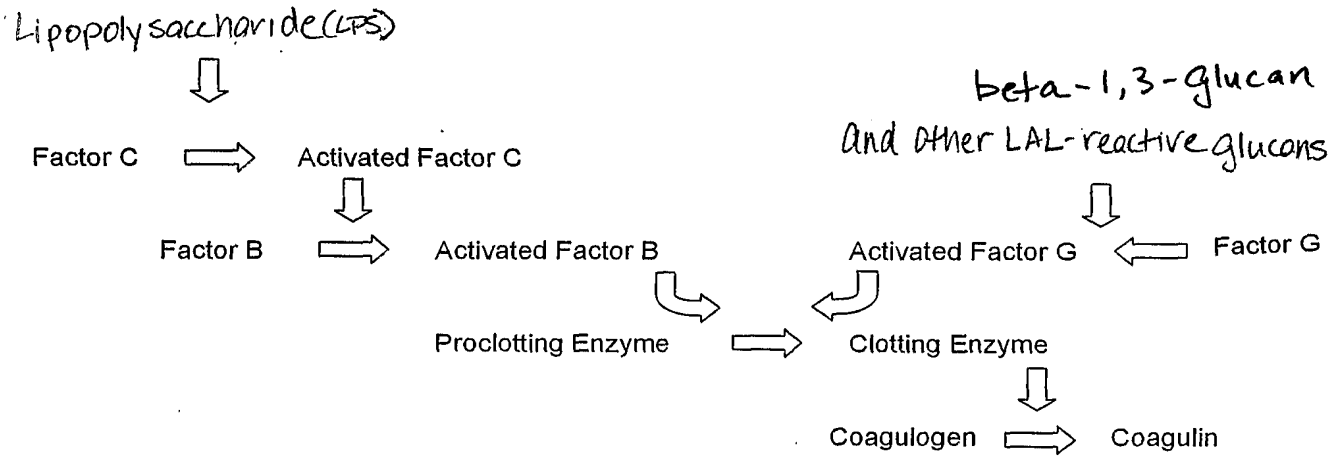 Lipopolysaccharide(LPS)
beta-1,3-glucan
and other LAL-reactive glucans
Factor C Activated Factor C
Factor B Activated Factor B Activated Factor G Factor G
Proclotting Enzyme Clotting Enzyme
Coagulogen Coagulin